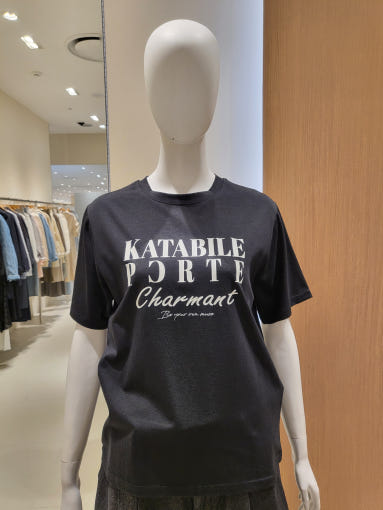 KATABILE
PORTE
Charmant
Be your own muse